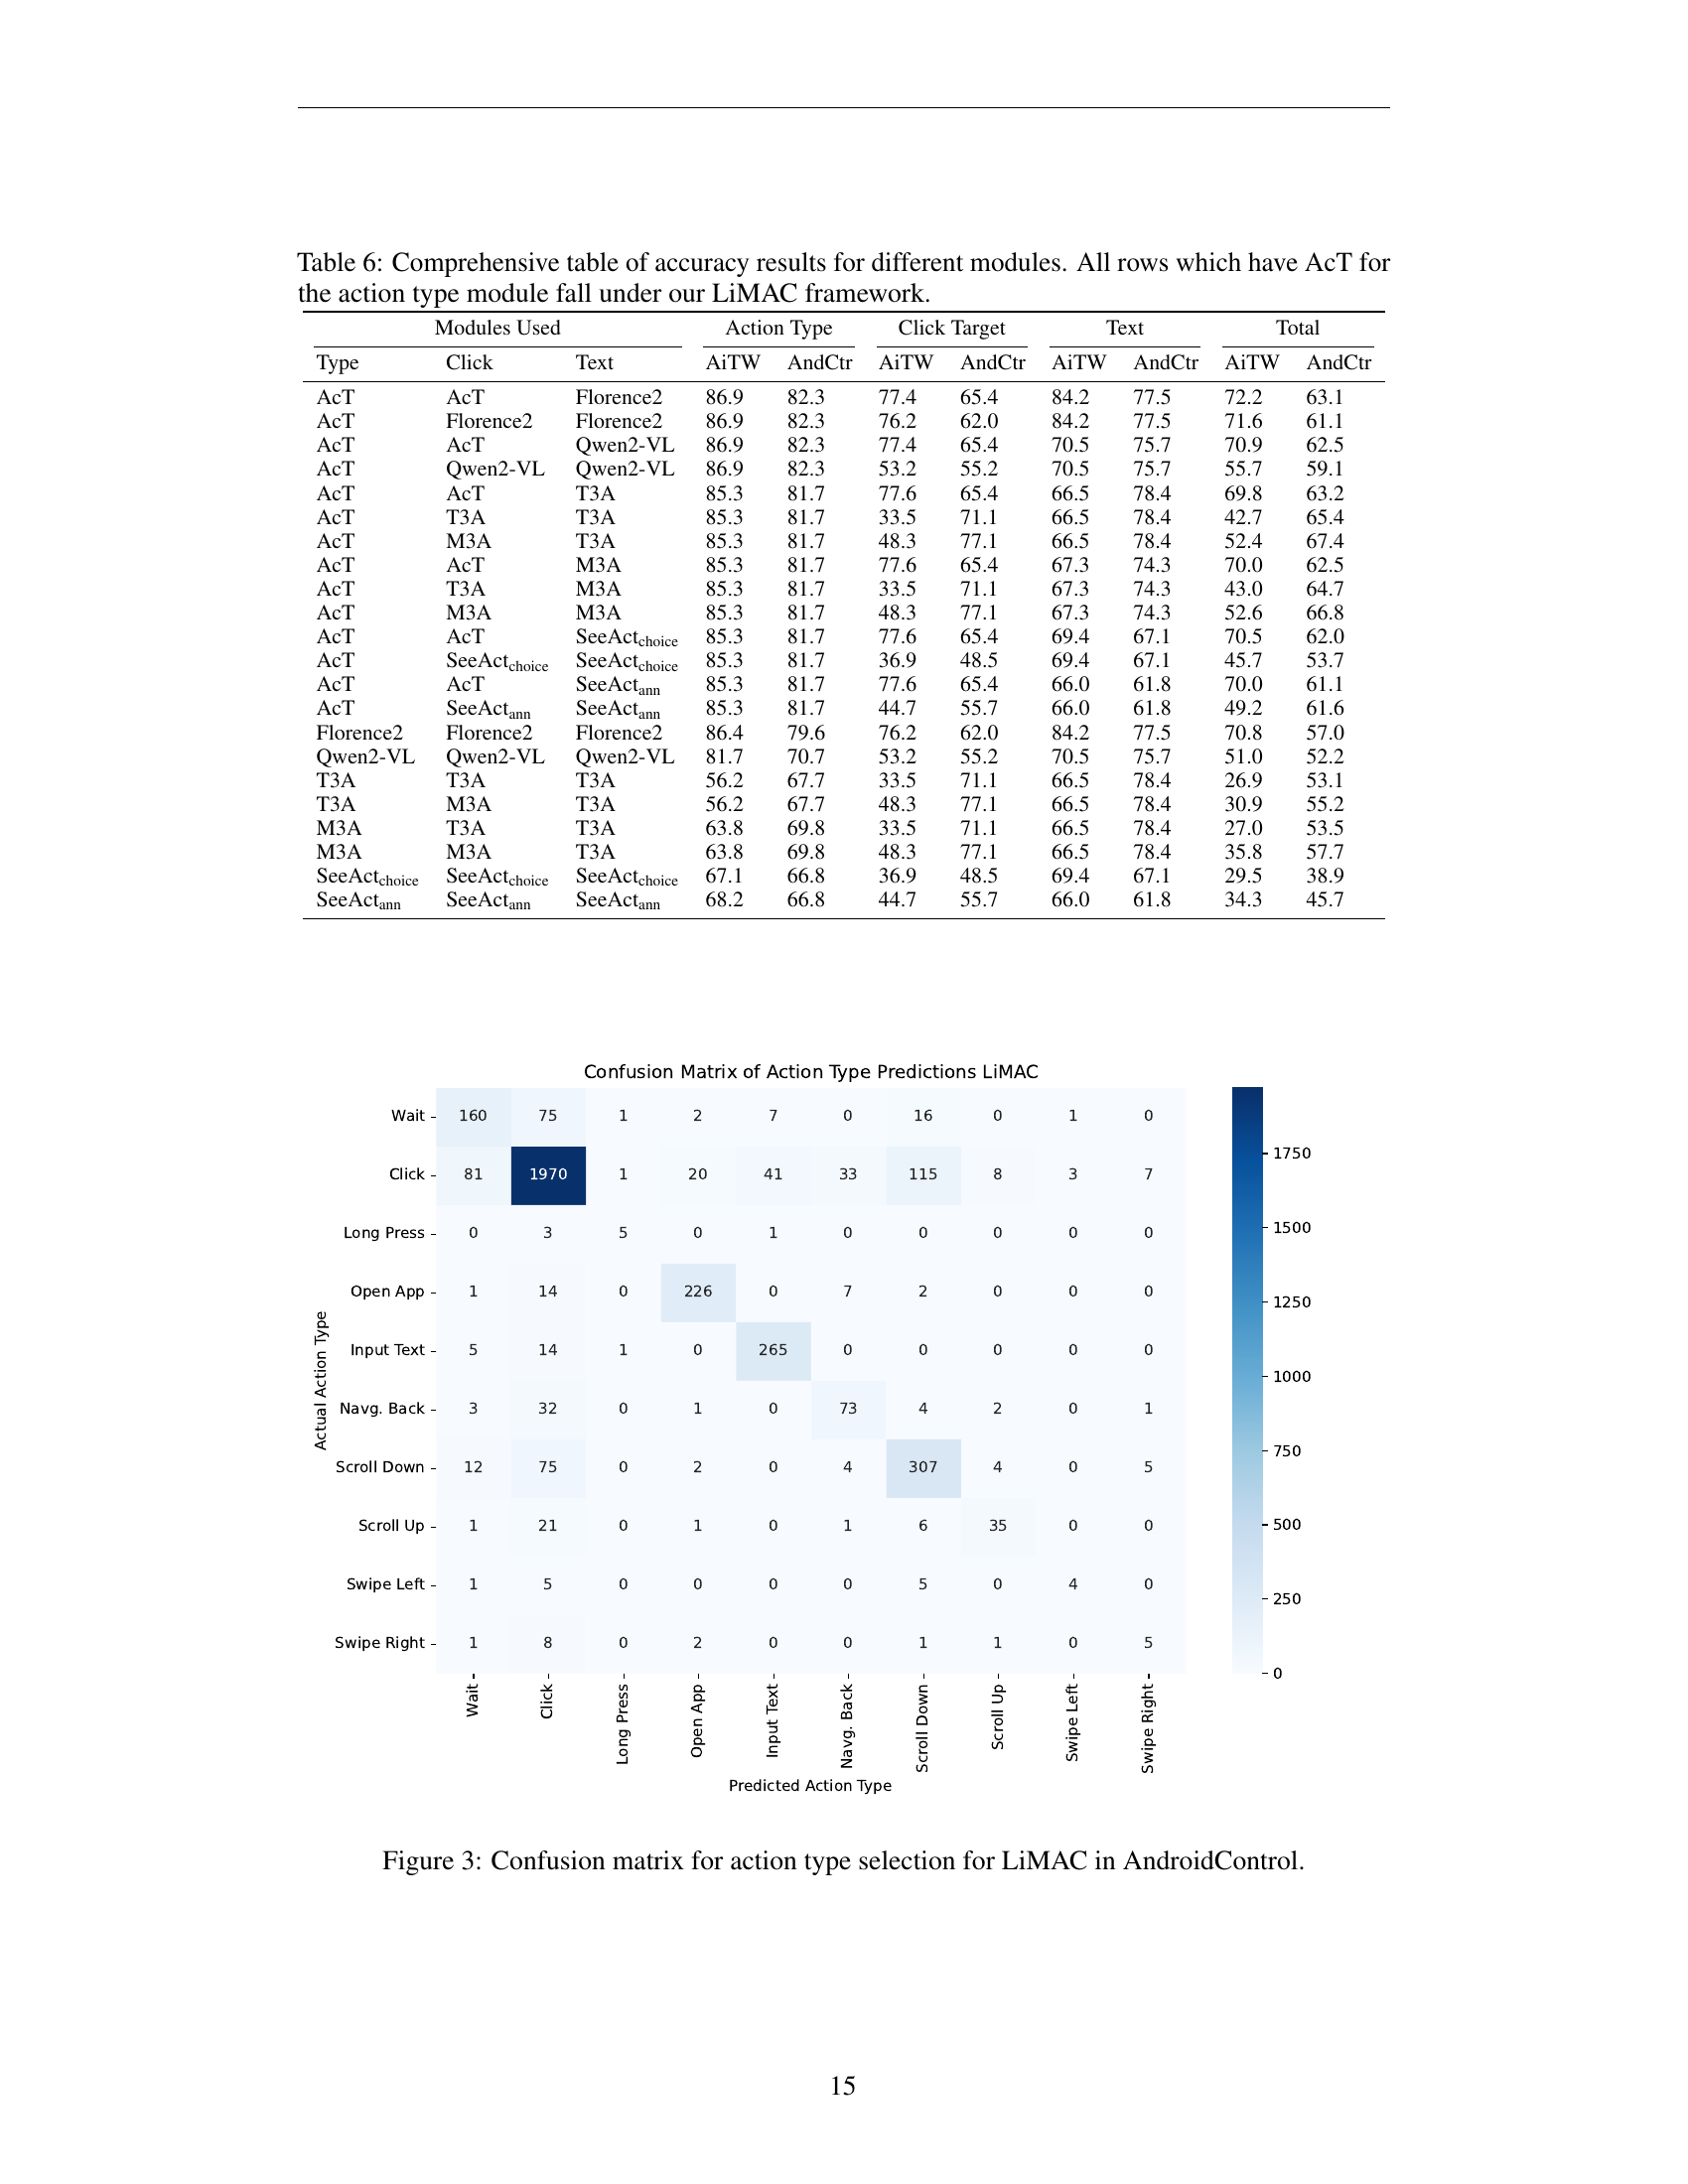 Table 6: Comprehensive table of accuracy results for different modules. All rows which have AcT for
the action type module fall under our LiMAC framework.
Modules Used Action Type Click Target Text Total
Type Click Text AiTW AndCtr AiTW AndCtr AiTW AndCtr AiTW AndCtr
AcT AcT Florence2 86.9 82.3 77.4 65.4 84.2 77.5 72.2 63.1
AcT Florence2 Florence2 86.9 82.3 76.2 62.0 84.2 77.5 71.6 61.1
AcT AcT Qwen2-VL 86.9 82.3 77.4 65.4 70.5 75.7 70.9 62.5
AcT Qwen2-VL Qwen2-VL 86.9 82.3 53.2 55.2 70.5 75.7 55.7 59.1
AcT AcT T3A 85.3 81.7 77.6 65.4 66.5 78.4 69.8 63.2
AcT T3A T3A 85.3 81.7 33.5 71.1 66.5 78.4 42.7 65.4
AcT M3A T3A 85.3 81.7 48.3 77.1 66.5 78.4 52.4 67.4
AcT AcT M3A 85.3 81.7 77.6 65.4 67.3 74.3 70.0 62.5
AcT T3A M3A 85.3 81.7 33.5 71.1 67.3 74.3 43.0 64.7
AcT M3A M3A 85.3 81.7 48.3 77.1 67.3 74.3 52.6 66.8
AcT AcT SeeActchoice 85.3 81.7 77.6 65.4 69.4 67.1 70.5 62.0
AcT SeeActchoice SeeActchoice 85.3 81.7 36.9 48.5 69.4 67.1 45.7 53.7
AcT AcT SeeActann 85.3 81.7 77.6 65.4 66.0 61.8 70.0 61.1
AcT SeeActann SeeActann 85.3 81.7 44.7 55.7 66.0 61.8 49.2 61.6
Florence2 Florence2 Florence2 86.4 79.6 76.2 62.0 84.2 77.5 70.8 57.0
Qwen2-VL Qwen2-VL Qwen2-VL 81.7 70.7 53.2 55.2 70.5 75.7 51.0 52.2
T3A T3A T3A 56.2 67.7 33.5 71.1 66.5 78.4 26.9 53.1
T3A M3A T3A 56.2 67.7 48.3 77.1 66.5 78.4 30.9 55.2
M3A T3A T3A 63.8 69.8 33.5 71.1 66.5 78.4 27.0 53.5
M3A M3A T3A 63.8 69.8 48.3 77.1 66.5 78.4 35.8 57.7
SeeActchoice SeeActchoice SeeActchoice 67.1 66.8 36.9 48.5 69.4 67.1 29.5 38.9
SeeActann SeeActann SeeActann 68.2 66.8 44.7 55.7 66.0 61.8 34.3 45.7
Confusion Matrix of Action Type Predictions LiMAC
Actual Action Type
Wait 160 75 1 2 7 0 16 0 1 0
Click 81 1970 1 20 41 33 115 8 3 7
Long Press 0 3 5 0 1 0 0 0 0 0
Open App 1 14 0 226 0 7 2 0 0 0
Input Text 5 14 1 0 265 0 0 0 0 0
Navg. Back 3 32 0 1 0 73 4 2 0 1
Scroll Down 12 75 0 2 0 4 307 4 0 5
Scroll Up 1 21 0 1 0 1 6 35 0 0
Swipe Left 1 5 0 0 0 0 5 0 4 0
Swipe Right 1 8 0 2 0 0 1 1 0 5
Wait Click Long Press Open App Input Text Navg. Back Scroll Down Scroll Up Swipe Left Swipe Right
Predicted Action Type
1750
1500
1250
1000
750
500
250
0
Figure 3: Confusion matrix for action type selection for LiMAC in AndroidControl.
15